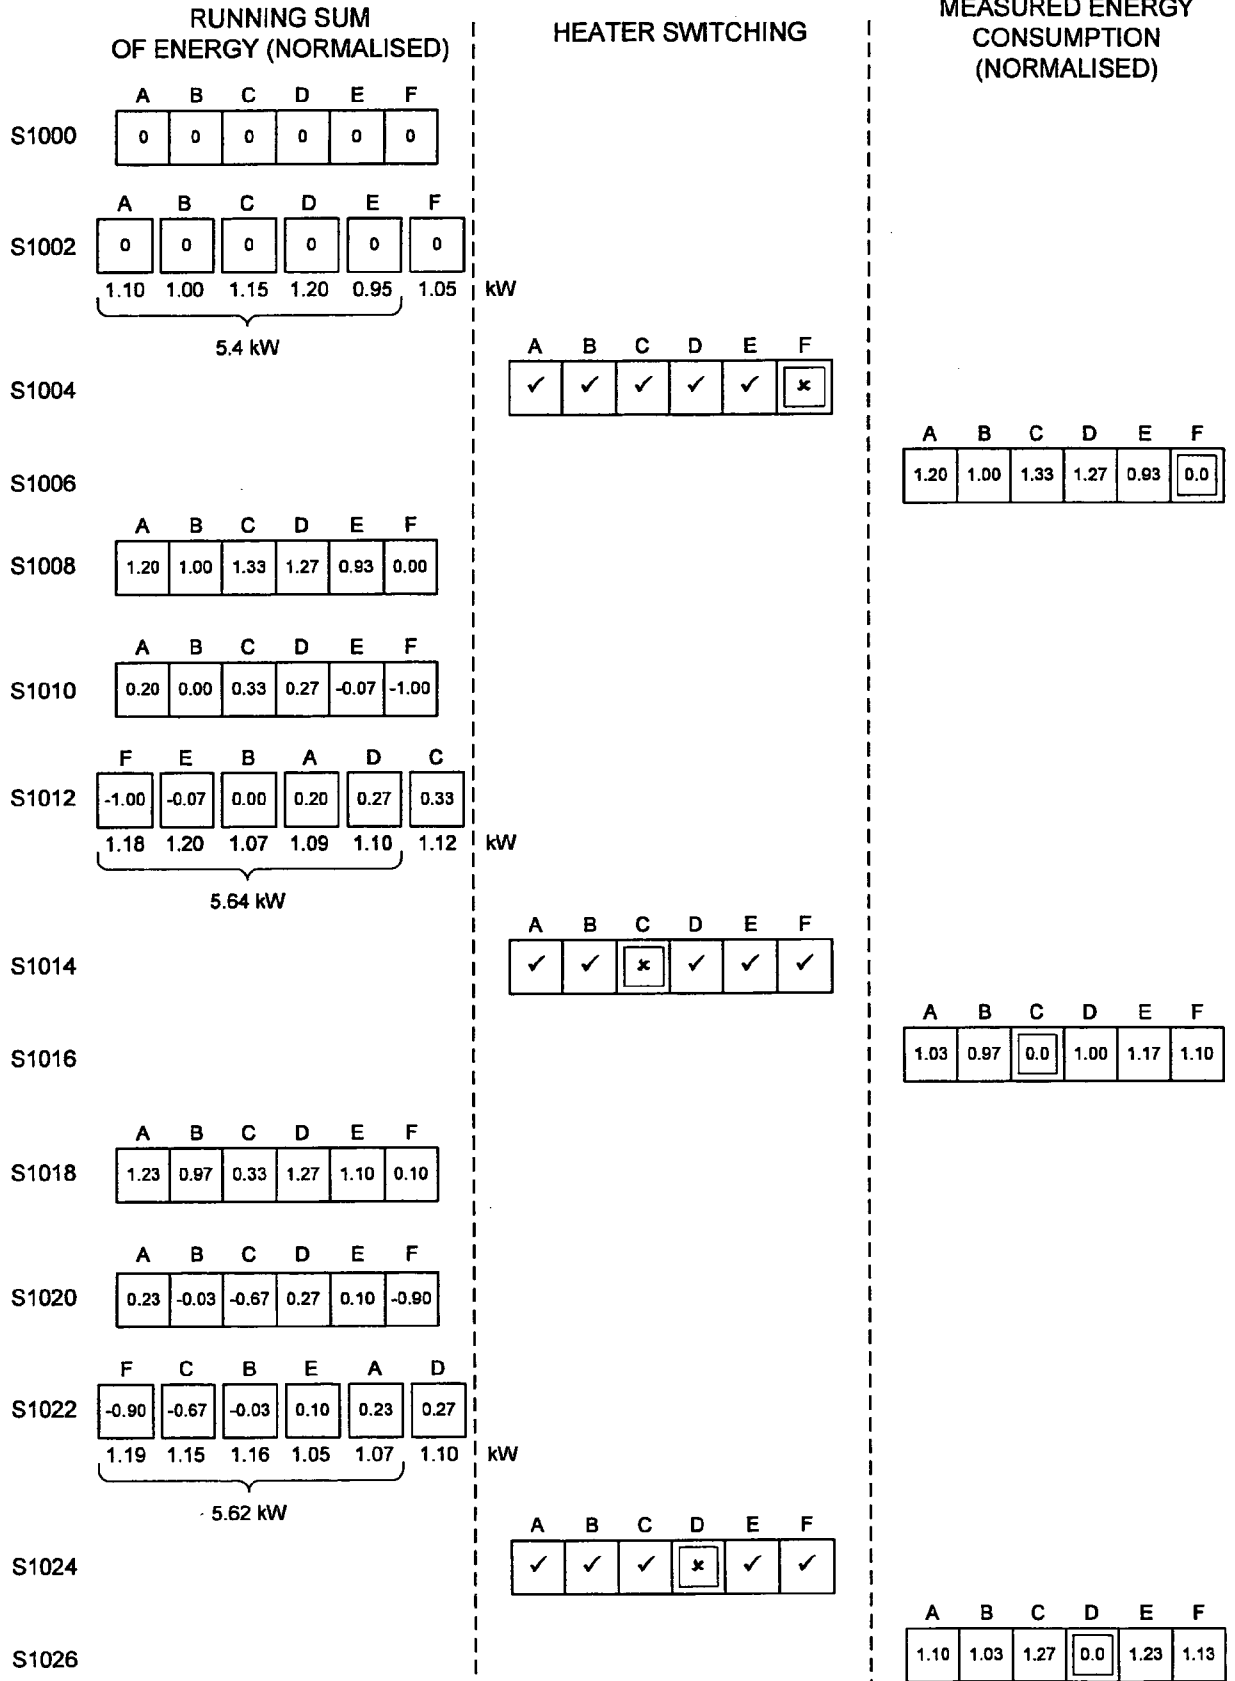 RUNNING SUM
OF ENERGY (NORMALISED)
HEATER SWITCHING
MEASURED ENERGY
CONSUMPTION
(NORMALISED)
A B C D E F
S1000 0 0 0 0 0 0
A B C D E F
S1002 0 0 0 0 0 0
1.10 1.00 1.15 1.20 0.95 1.05 kW
5.4 kW
A B C D E F
S1004 ✓ ✓ ✓ ✓ ✓ ×
A B C D E F
S1006 1.20 1.00 1.33 1.27 0.93 0.0
A B C D E F
S1008 1.20 1.00 1.33 1.27 0.93 0.00
A B C D E F
S1010 0.20 0.00 0.33 0.27 -0.07 -1.00
F E B A D C
S1012 -1.00 -0.07 0.00 0.20 0.27 0.33
1.18 1.20 1.07 1.09 1.10 1.12 kW
5.64 kW
A B C D E F
S1014 ✓ ✓ × ✓ ✓ ✓
A B C D E F
S1016 1.03 0.97 0.0 1.00 1.17 1.10
A B C D E F
S1018 1.23 0.97 0.33 1.27 1.10 0.10
A B C D E F
S1020 0.23 -0.03 -0.67 0.27 0.10 -0.90
F C B E A D
S1022 -0.90 -0.67 -0.03 0.10 0.23 0.27
1.19 1.15 1.16 1.05 1.07 1.10 kW
5.62 kW
A B C D E F
S1024 ✓ ✓ ✓ × ✓ ✓
A B C D E F
S1026 1.10 1.03 1.27 0.0 1.23 1.13